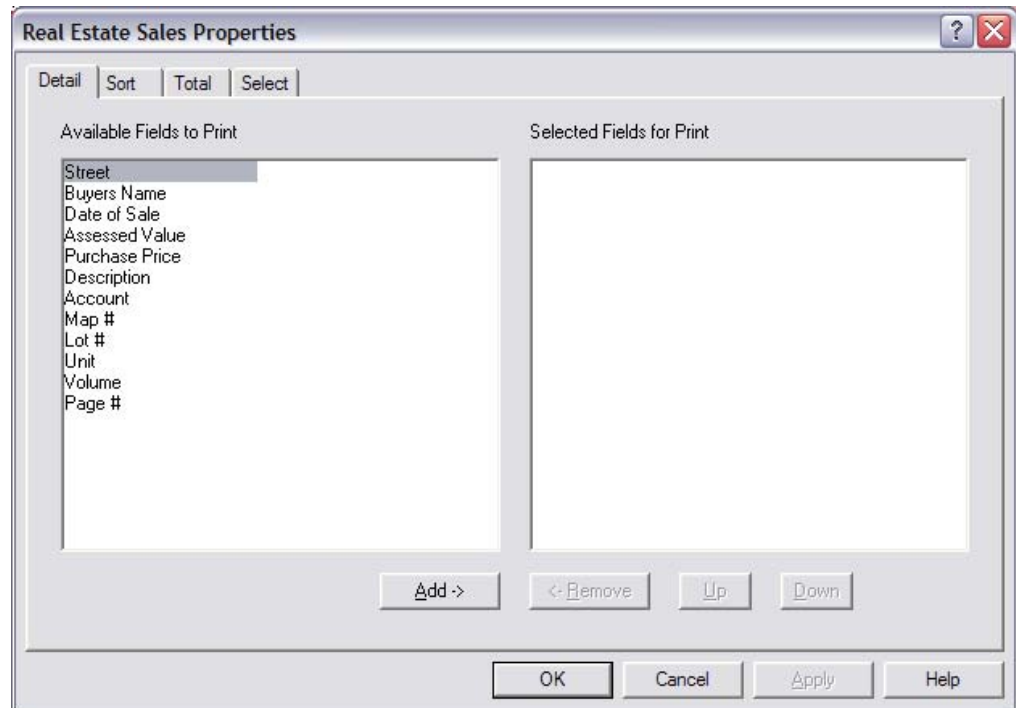 Real Estate Sales Properties
?
Detail Sort Total Select
Available Fields to Print Selected Fields for Print
Street
Buyers Name
Date of Sale
Assessed Value
Purchase Price
Description
Account
Map #
Lot #
Unit
Volume
Page #
Add -> <- Remove Up Down
OK Cancel Apply Help